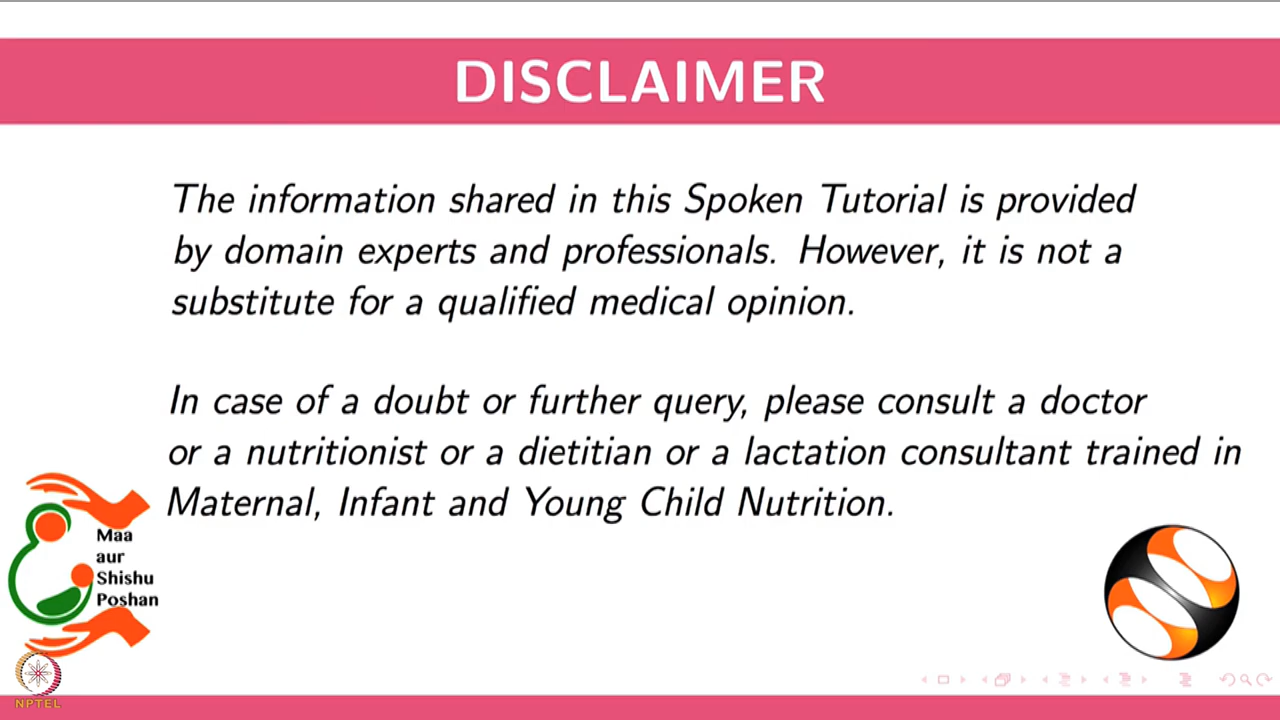 DISCLAIMER
The information shared in this Spoken Tutorial is provided
by domain experts and professionals. However, it is not a
substitute for a qualified medical opinion.
In case of a doubt or further query, please consult a doctor
or a nutritionist or a dietitian or a lactation consultant trained in
Maternal, Infant and Young Child Nutrition.
Maa
aur
Shishu
Poshan
NPTEL